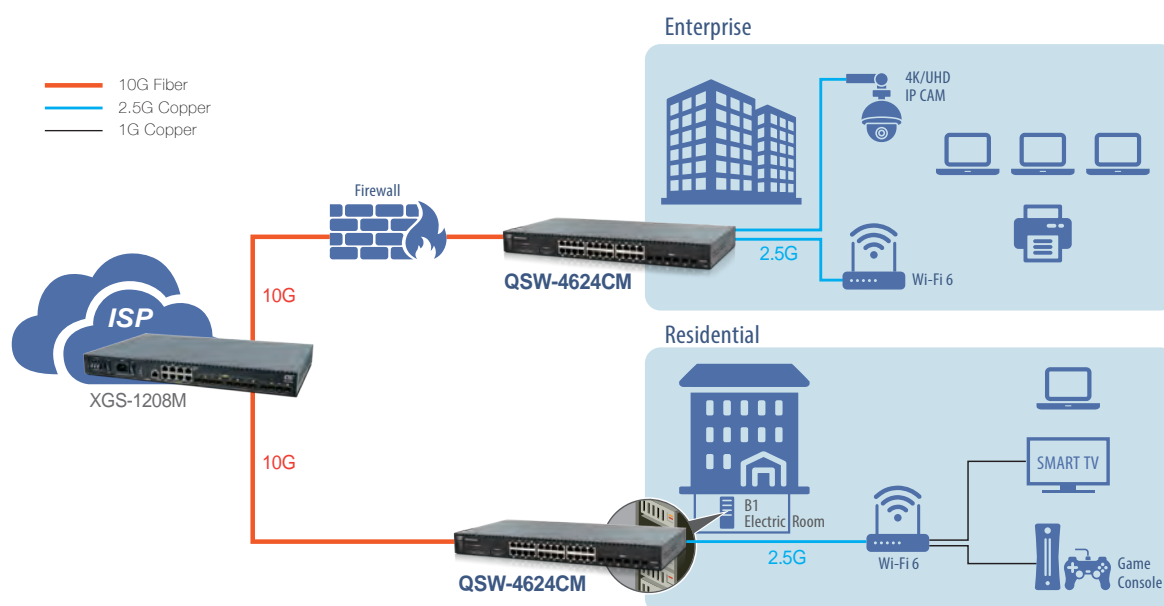 Enterprise
10G Fiber
2.5G Copper
1G Copper
4K/UHD
IP CAM
Firewall
2.5G
Wi-Fi 6
QSW-4624CM
10G
ISP
XGS-1208M
Residential
10G
SMART TV
B1
Electric Room
2.5G
Wi-Fi 6
Game
Console
QSW-4624CM